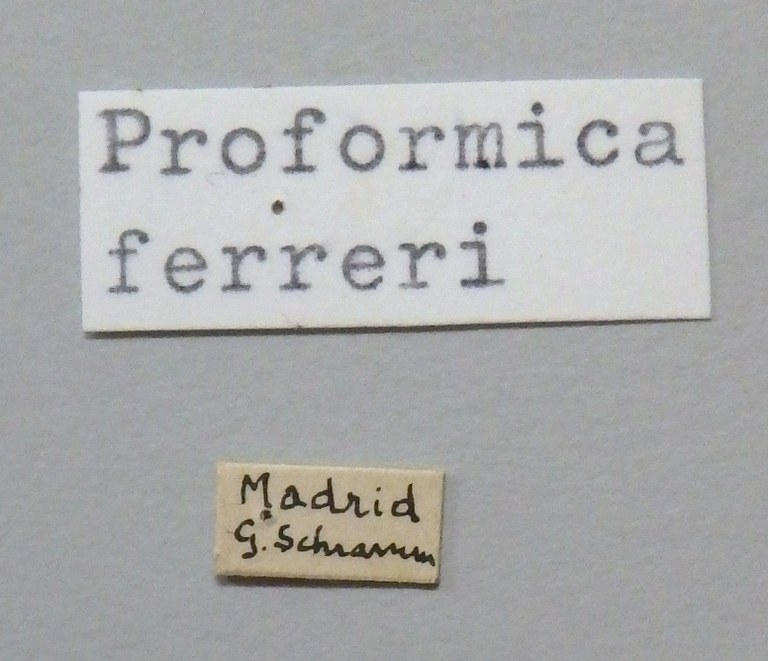 Proformica
ferreri
Madrid
G. Schramm